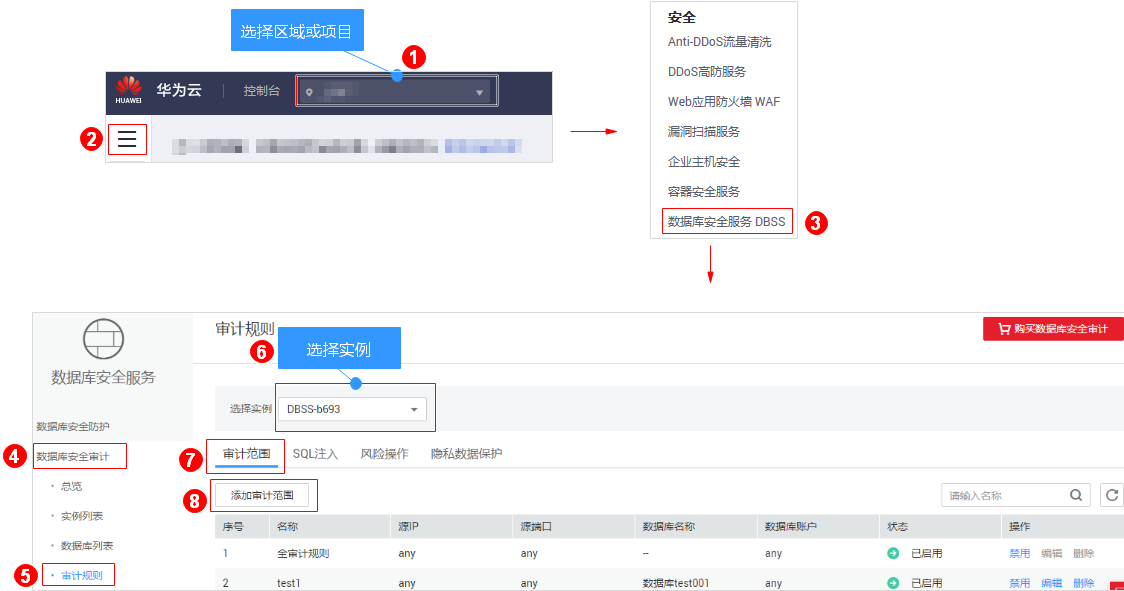 选择区域或项目
1
HUAWEI 华为云 控制台
2
安全
Anti-DDoS流量清洗
DDoS高防服务
Web应用防火墙 WAF
漏洞扫描服务
企业主机安全
容器安全服务
数据库安全服务 DBSS
3
数据库安全服务
数据库安全防护
4 数据库安全审计
· 总览
· 实例列表
· 数据库列表
5 · 审计规则
审计规则
购买数据库安全审计
6 选择实例
选择实例 DBSS-b693
7 审计范围 SQL注入 风险操作 隐私数据保护
8 添加审计范围 请输入名称
序号 名称 源IP 源端口 数据库名称 数据库账户 状态 操作
1 全审计规则 any any -- any 已启用 禁用 编辑 删除
2 test1 any any 数据库test001 any 已启用 禁用 编辑 删除